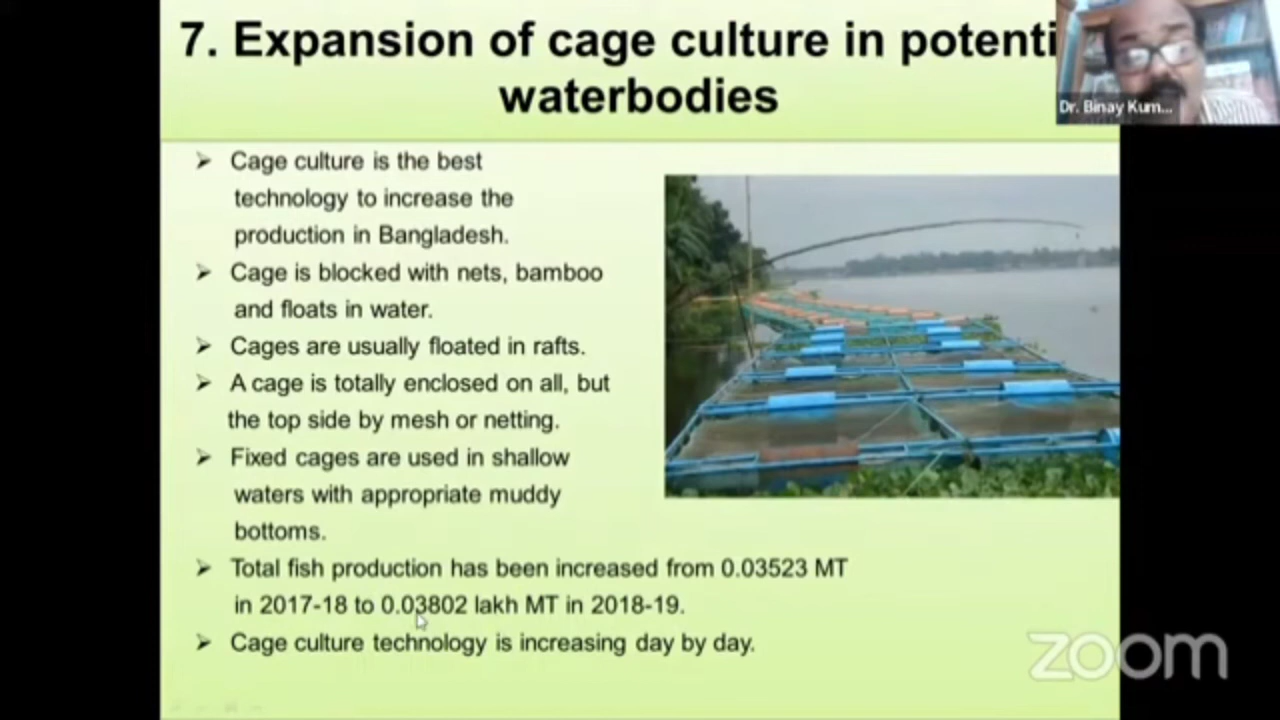 7. Expansion of cage culture in potenti
waterbodies
Dr. Binay Kum...
➢ Cage culture is the best
technology to increase the
production in Bangladesh.
➢ Cage is blocked with nets, bamboo
and floats in water.
➢ Cages are usually floated in rafts.
➢ A cage is totally enclosed on all, but
the top side by mesh or netting.
➢ Fixed cages are used in shallow
waters with appropriate muddy
bottoms.
➢ Total fish production has been increased from 0.03523 MT
in 2017-18 to 0.03802 lakh MT in 2018-19.
➢ Cage culture technology is increasing day by day.
zoom